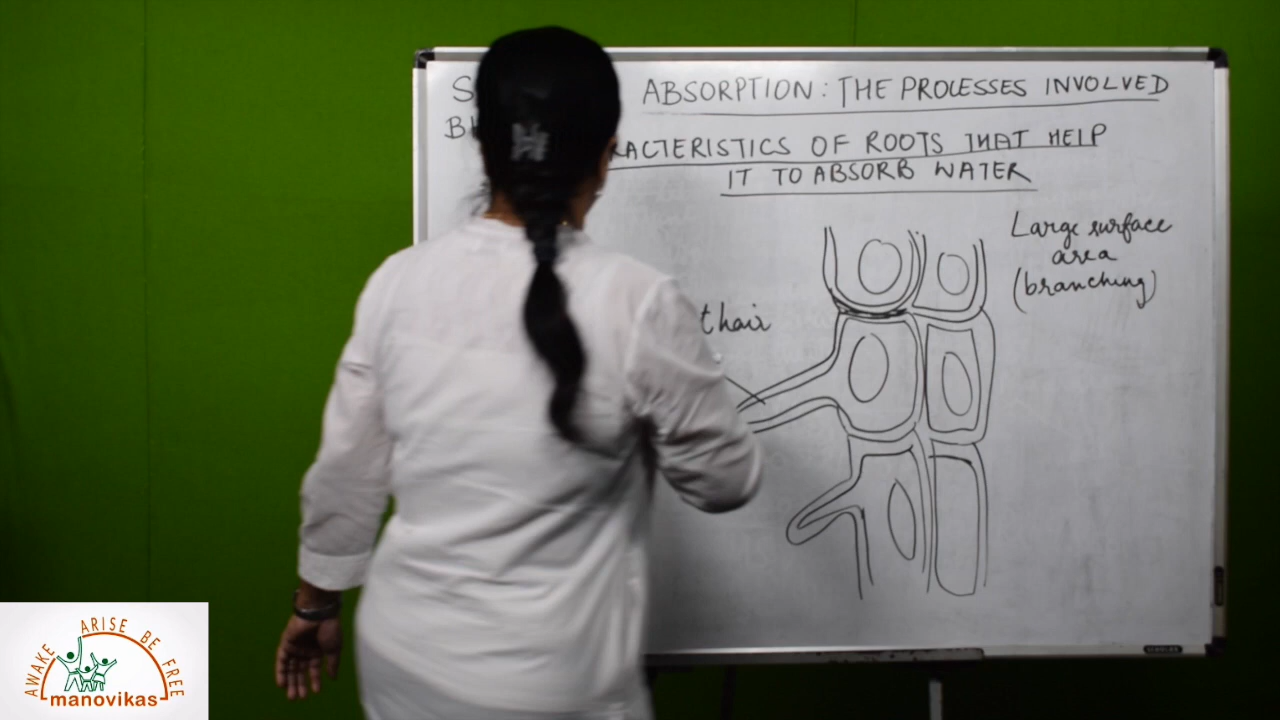 ABSORPTION: THE PROCESSES INVOLVED
RACTERISTICS OF ROOTS THAT HELP
IT TO ABSORB WATER
Large surface
area
(branching)
t hair
AWAKE ARISE BE FREE
manovikas